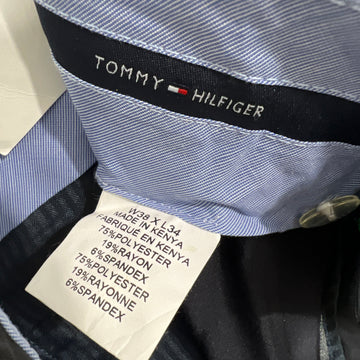 TOMMY HILFIGER
W38 X L34
MADE IN KENYA
FABRIQUÉ EN KENYA
75%POLYESTER
19%RAYON
6%SPANDEX
75%POLYESTER
19%RAYONNE
6%SPANDEX